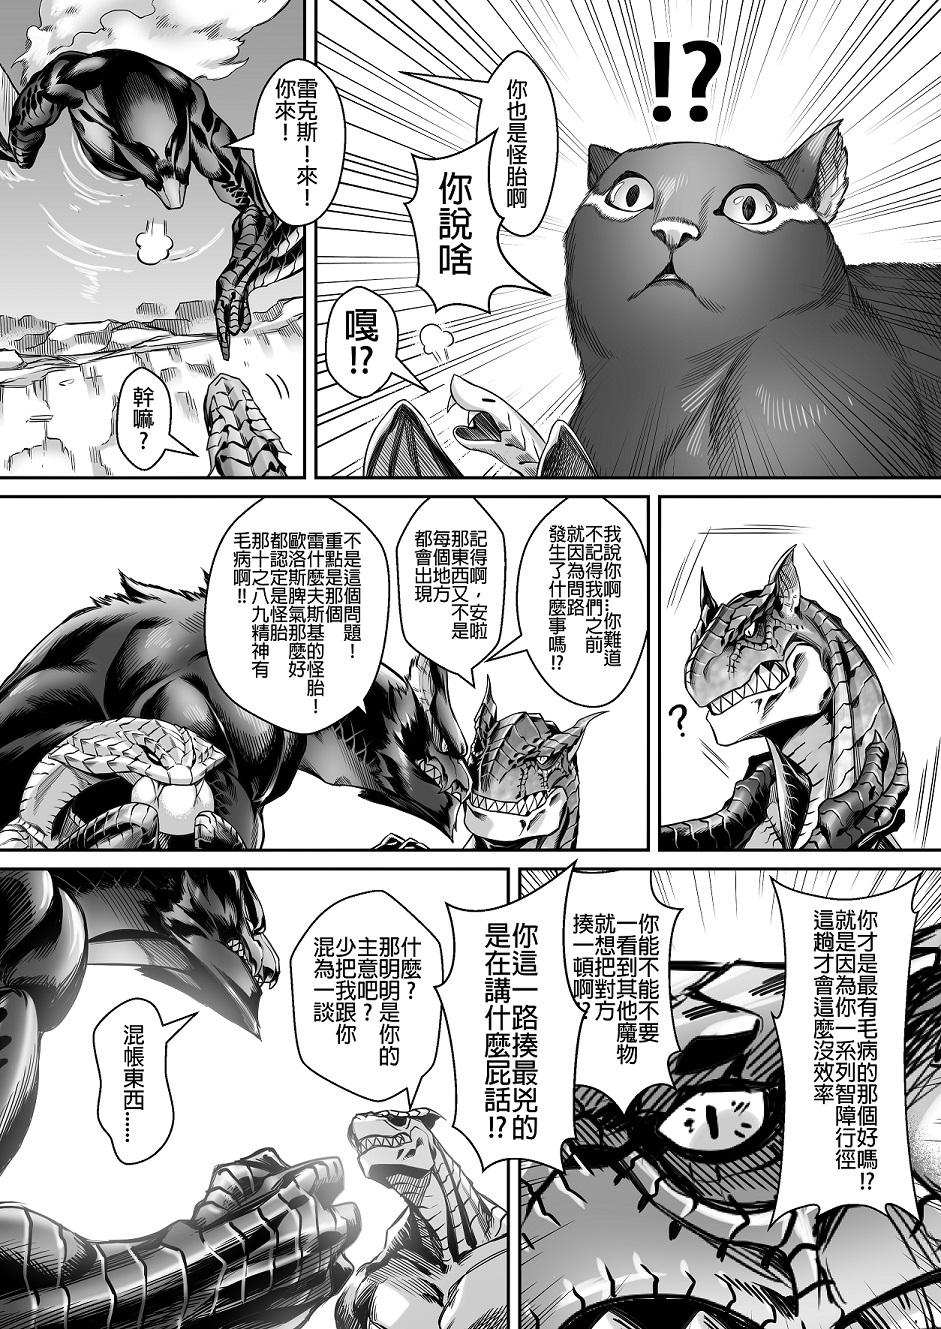 !?
你也是怪胎啊
你說啥
嘎!?
雷克斯！來！
你來！
幹嘛？
?
我說你啊…你難道
不記得我們之前
就因為問路
發生了什麼事嗎!?
記得啊，安啦
那東西又不是
每個地方
都會出現
不是這個問題！
重點是那個
雷什麼夫斯基的怪胎！
歐洛斯脾氣那麼好
都認定是怪胎
那十之八九精神有
毛病啊!!
你才是最有毛病的那個好嗎!?
就是因為你一系列智障行徑
這趟才會這麼沒效率
你能不能不要
一看到其他魔物
就想把對方
揍一頓啊?
你這一路揍最兇的
是在講什麼屁話!?
什麼？
那明明是你的
主意吧？
少把我跟你
混為一談
混帳東西……